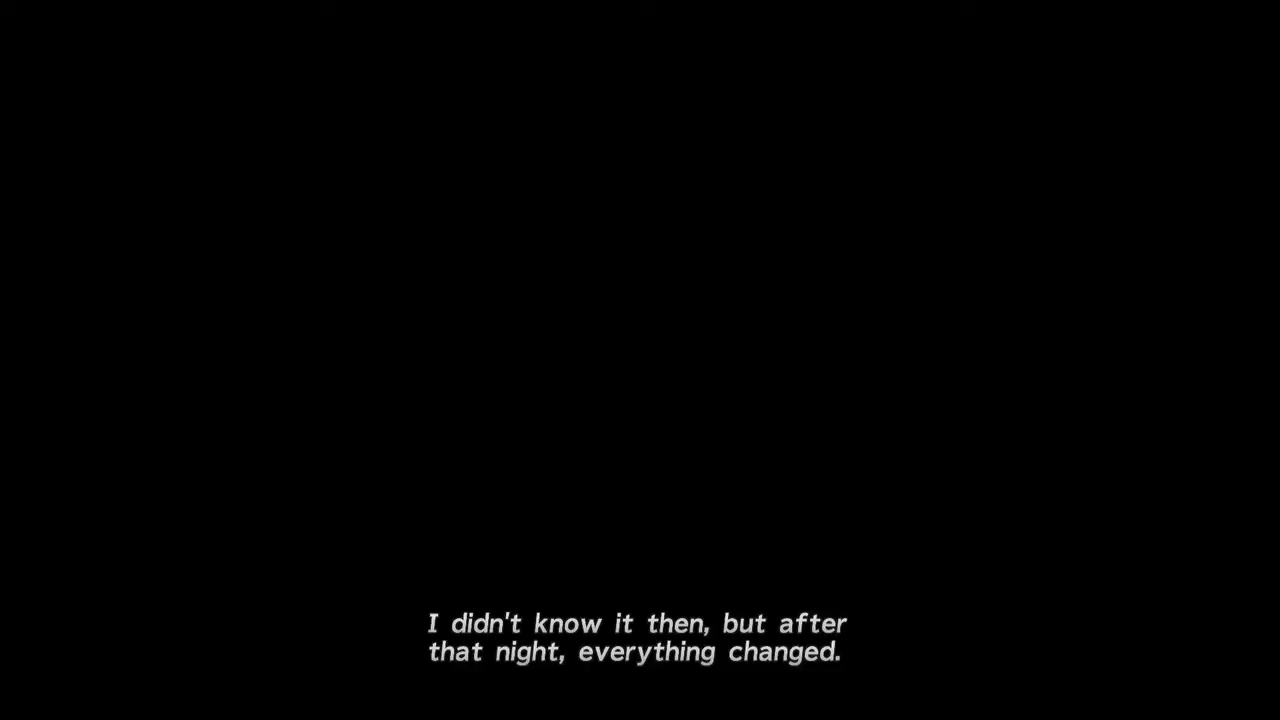 I didn't know it then, but after
that night, everything changed.